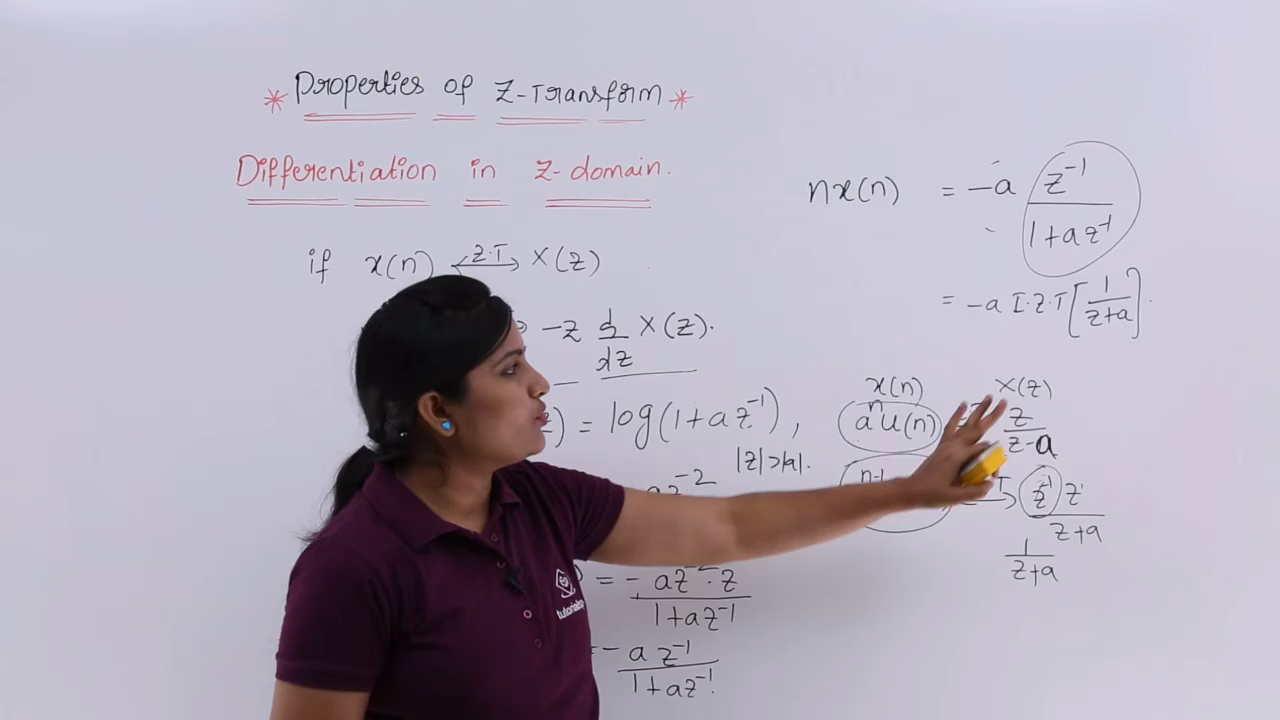 * Properties of Z-Transform *
Differentiation in Z-domain.
if x(n) ⟷ Z.T X(z)
-z d/dz X(z).
) = log(1+az⁻¹), |z|>|a|.
az⁻²
= -az⁻²·z / 1+az⁻¹
= -az⁻¹ / 1+az⁻¹
nx(n) = -a z⁻¹ / 1+az⁻¹
= -a I.Z.T [1/z+a].
x(n) X(z)
aⁿu(n) z/z-a
n-1 T z⁻¹ z / z+a
1/z+a
tutorials